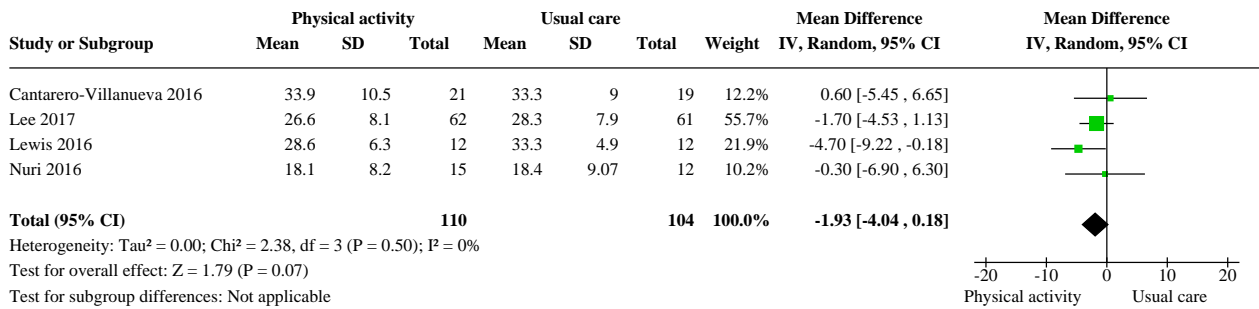 Physical activity Usual care Mean Difference Mean Difference
Study or Subgroup Mean SD Total Mean SD Total Weight IV, Random, 95% CI IV, Random, 95% CI
Cantarero-Villanueva 2016 33.9 10.5 21 33.3 9 19 12.2% 0.60 [-5.45 , 6.65]
Lee 2017 26.6 8.1 62 28.3 7.9 61 55.7% -1.70 [-4.53 , 1.13]
Lewis 2016 28.6 6.3 12 33.3 4.9 12 21.9% -4.70 [-9.22 , -0.18]
Nuri 2016 18.1 8.2 15 18.4 9.07 12 10.2% -0.30 [-6.90 , 6.30]
Total (95% CI) 110 104 100.0% -1.93 [-4.04 , 0.18]
Heterogeneity: Tau² = 0.00; Chi² = 2.38, df = 3 (P = 0.50); I² = 0%
Test for overall effect: Z = 1.79 (P = 0.07) -20 -10 0 10 20
Test for subgroup differences: Not applicable Physical activity Usual care